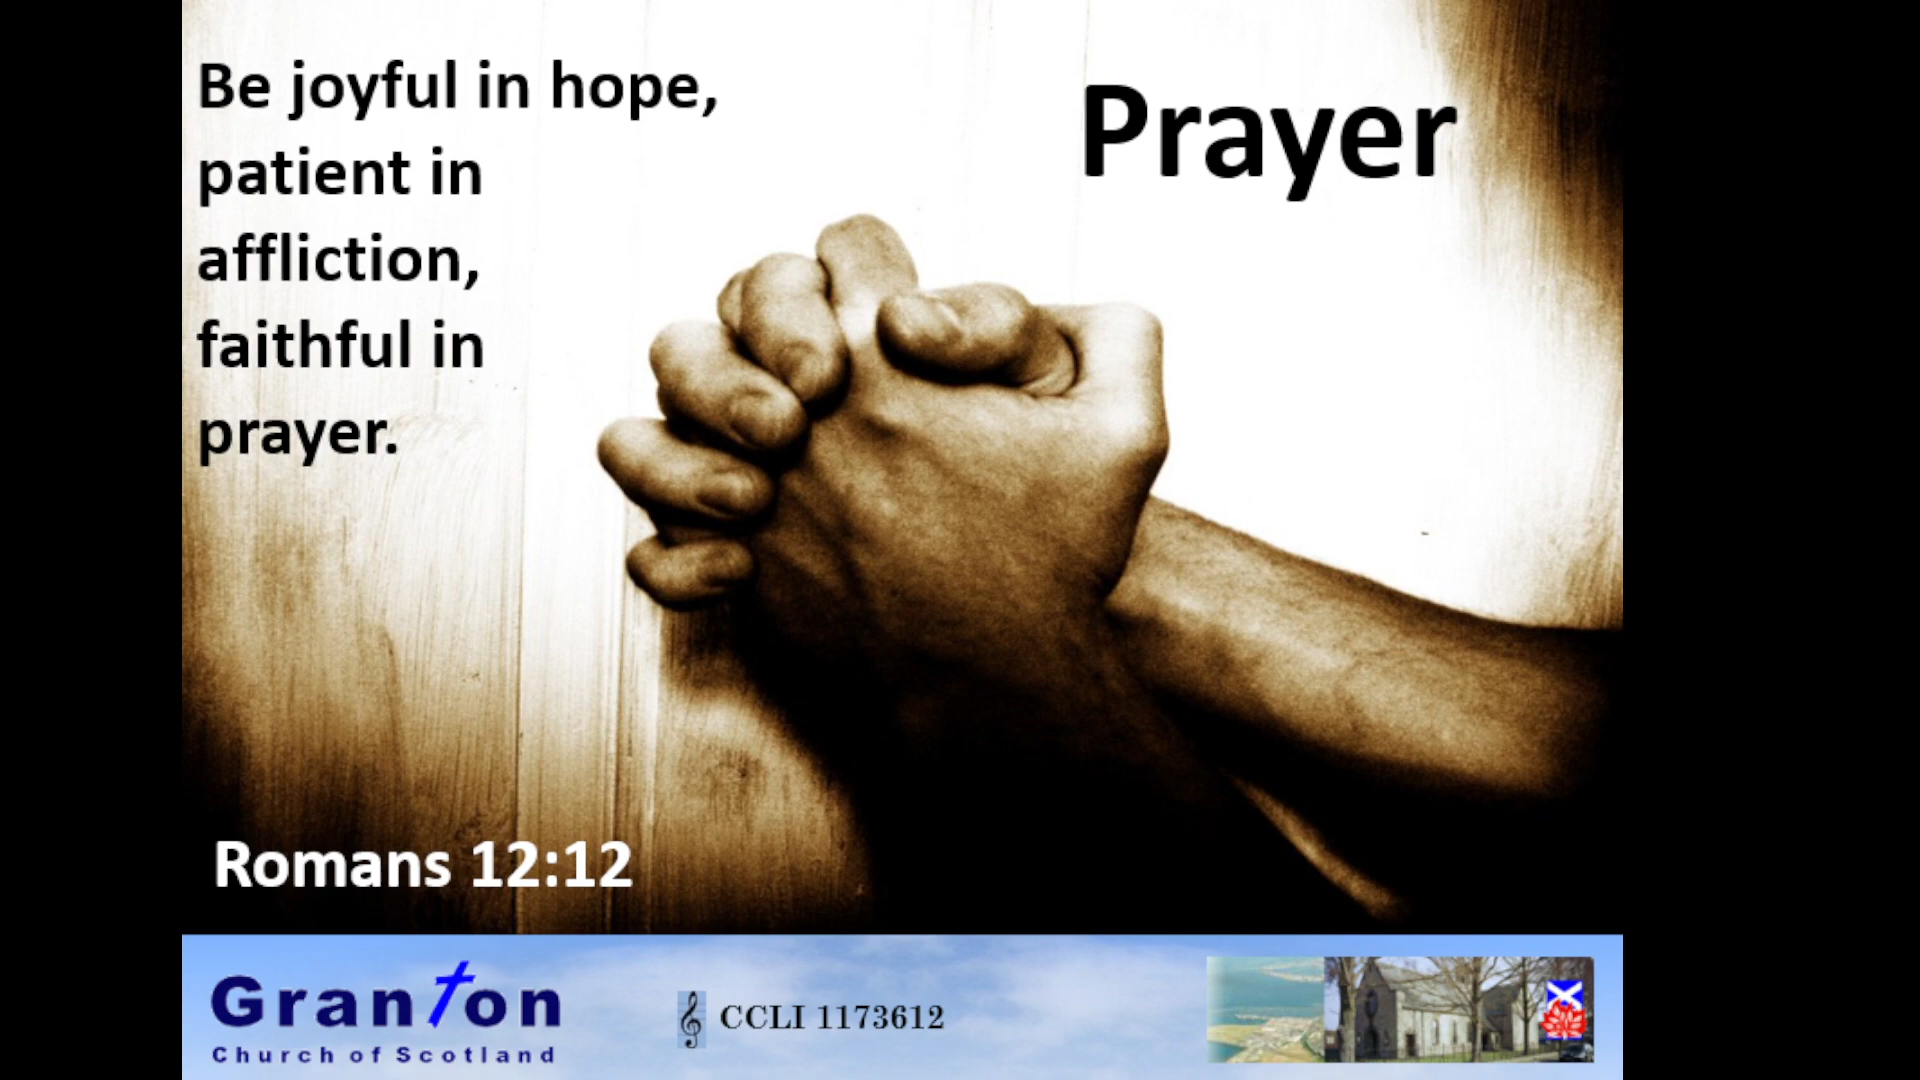 Be joyful in hope,
patient in
affliction,
faithful in
prayer.
Prayer
Romans 12:12
Granton
Church of Scotland
CCLI 1173612